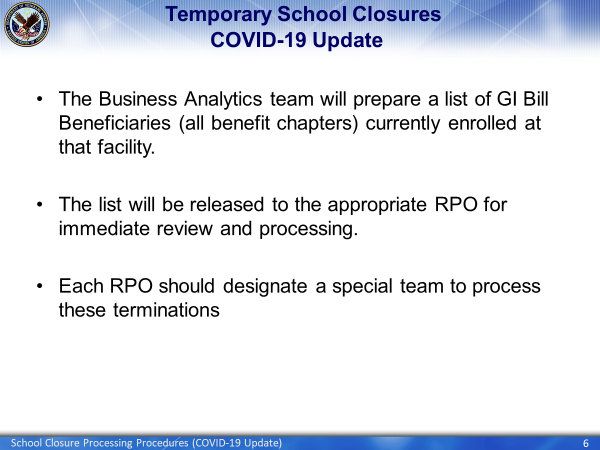 Temporary School Closures
COVID-19 Update
• The Business Analytics team will prepare a list of GI Bill
Beneficiaries (all benefit chapters) currently enrolled at
that facility.
• The list will be released to the appropriate RPO for
immediate review and processing.
• Each RPO should designate a special team to process
these terminations
School Closure Processing Procedures (COVID-19 Update)
6